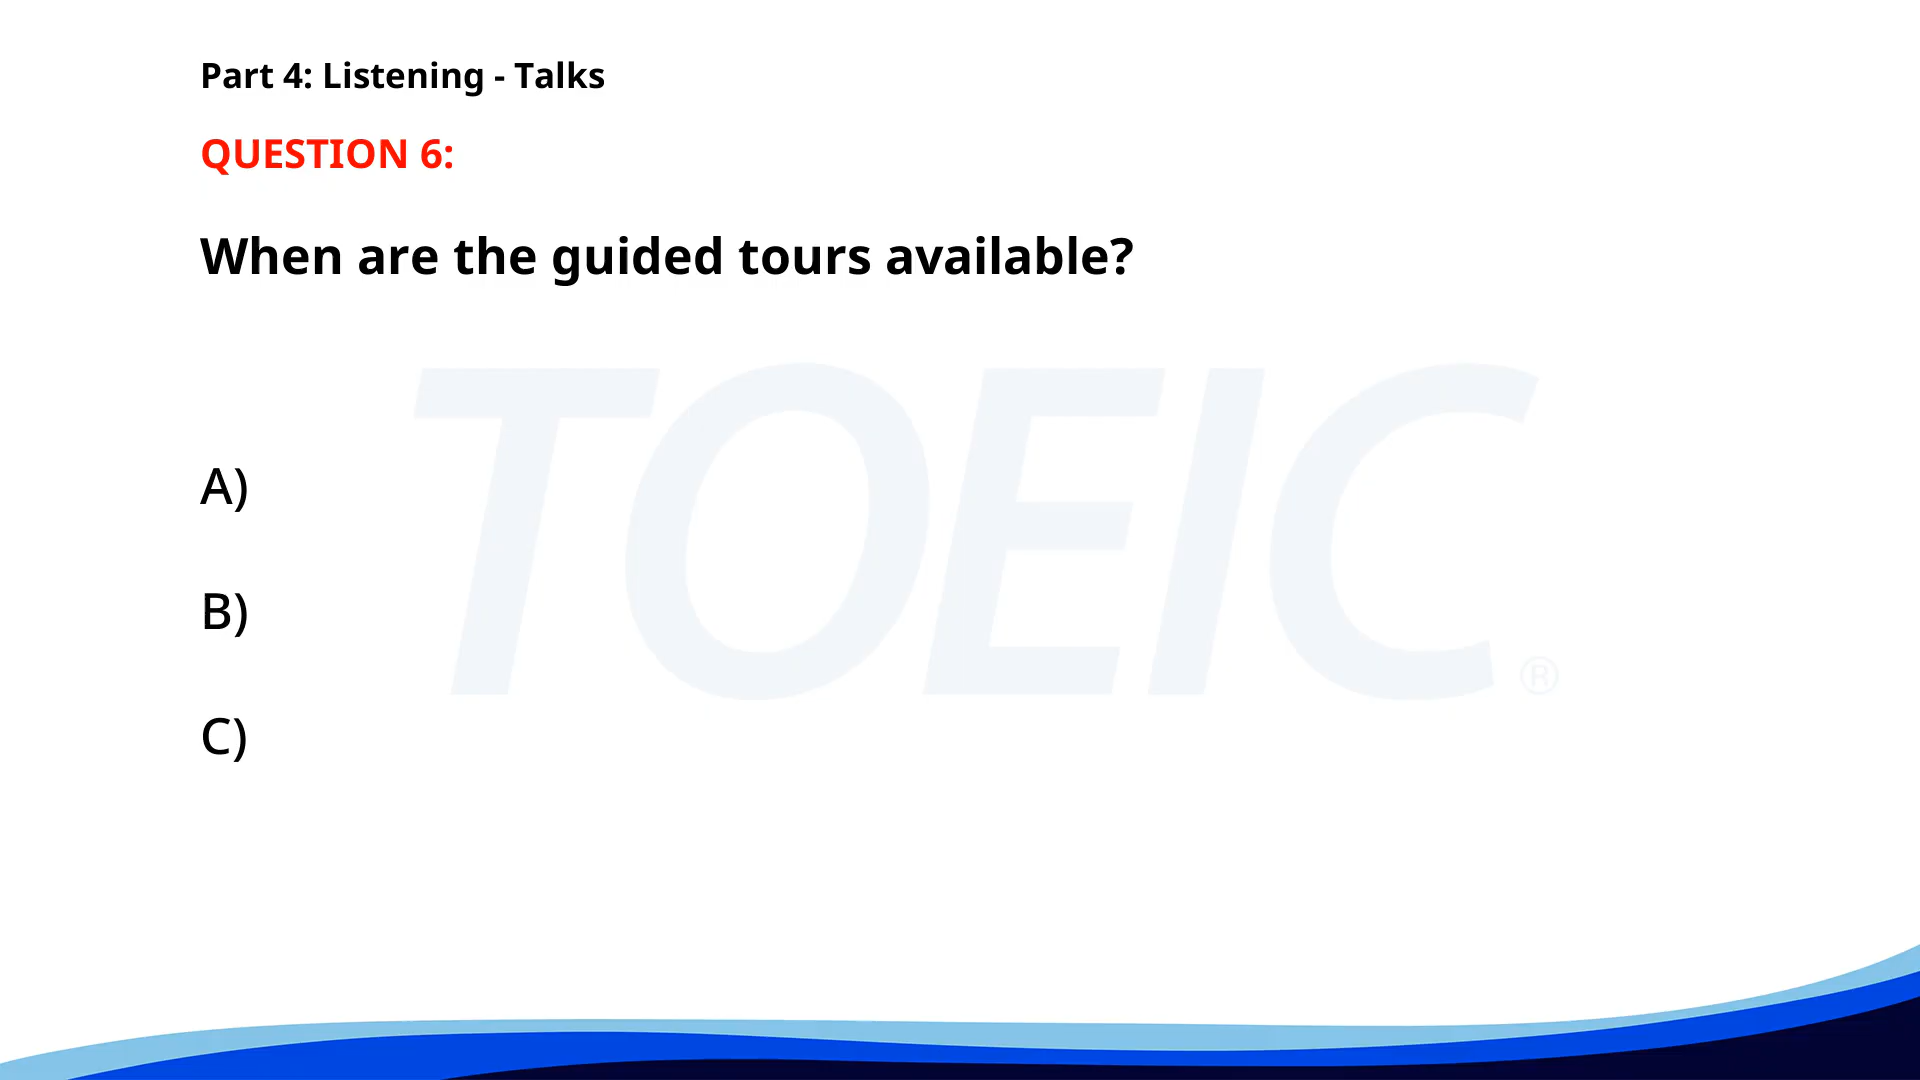 Part 4: Listening - Talks
QUESTION 6:
When are the guided tours available?
TOEIC®
A)
B)
C)